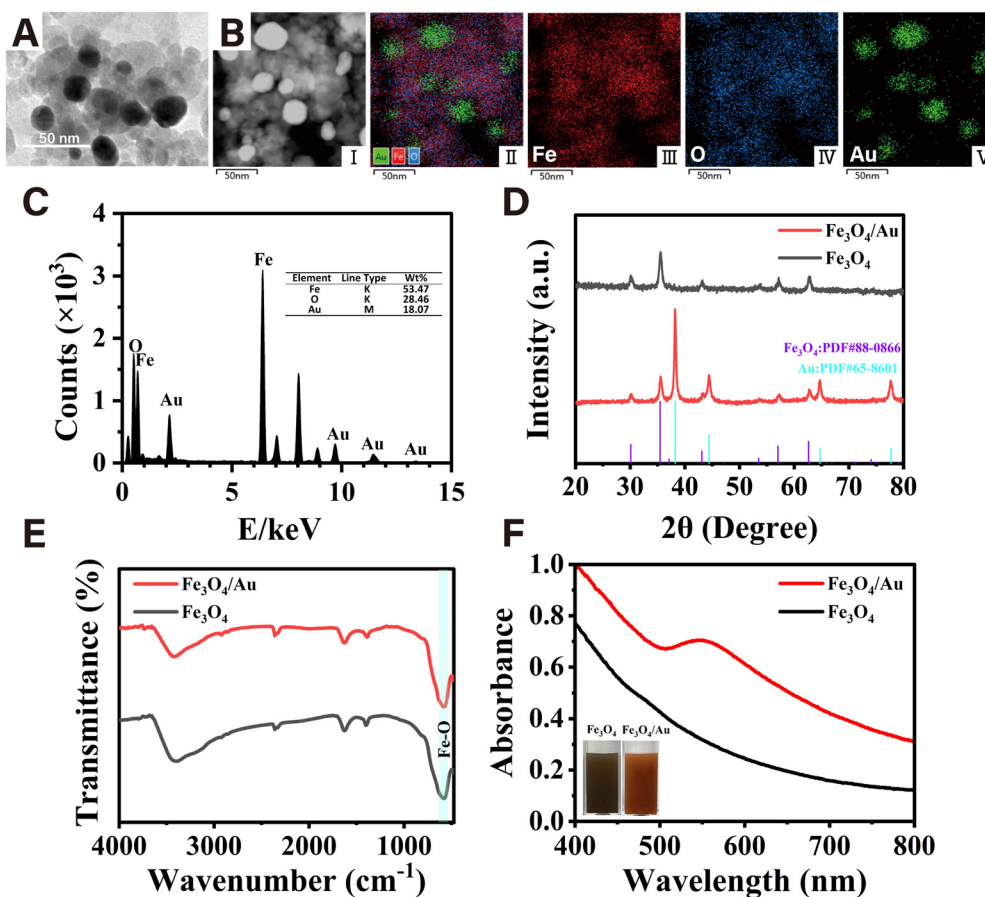 A
50 nm
B
I
50nm
Au Fe O
II
50nm
Fe
III
50nm
O
IV
50nm
Au
V
50nm
C
Counts (×10³)
4
3
2
1
0
O
Fe
Au
Fe
Au
Au
Au
Element Line Type Wt%
Fe K 53.47
O K 28.46
Au M 18.07
0 5 10 15
E/keV
D
Intensity (a.u.)
Fe₃O₄/Au
Fe₃O₄
Fe₃O₄:PDF#88-0866
Au:PDF#65-8601
20 30 40 50 60 70 80
2θ (Degree)
E
Transmittance (%)
Fe₃O₄/Au
Fe₃O₄
Fe-O
4000 3000 2000 1000
Wavenumber (cm⁻¹)
F
Absorbance
1.0
0.8
0.6
0.4
0.2
0.0
Fe₃O₄/Au
Fe₃O₄
Fe₃O₄ Fe₃O₄/Au
400 500 600 700 800
Wavelength (nm)